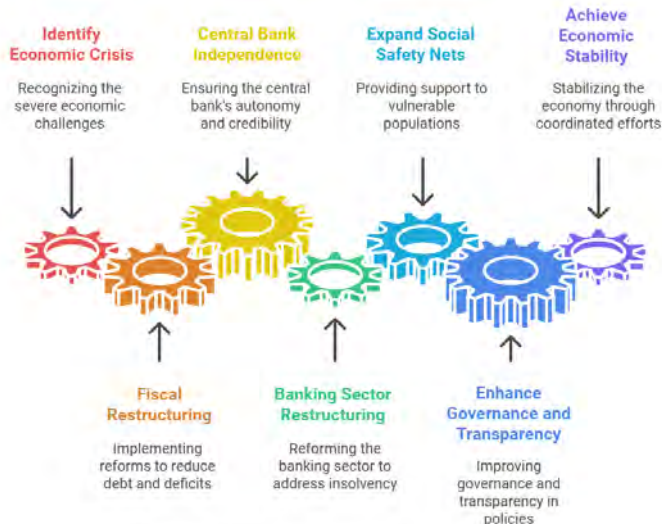 Identify
Economic Crisis
Recognizing the
severe economic
challenges
Central Bank
Independence
Ensuring the central
bank's autonomy
and credibility
Expand Social
Safety Nets
Providing support to
vulnerable
populations
Achieve
Economic
Stability
Stabilizing the
economy through
coordinated efforts
Fiscal
Restructuring
Implementing
reforms to reduce
debt and deficits
Banking Sector
Restructuring
Reforming the
banking sector to
address insolvency
Enhance
Governance and
Transparency
Improving
governance and
transparency in
policies